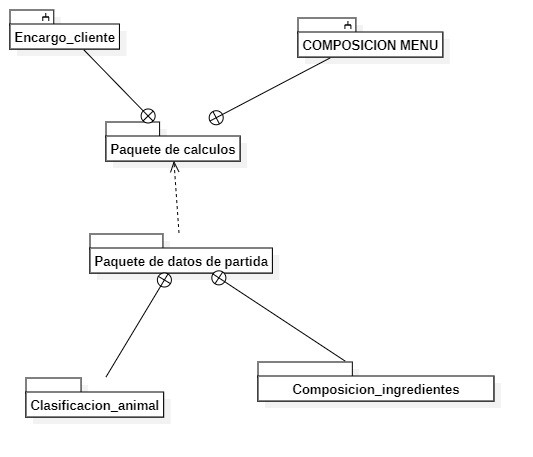 Encargo_cliente
COMPOSICION MENU
Paquete de calculos
Paquete de datos de partida
Clasificacion_animal
Composicion_ingredientes